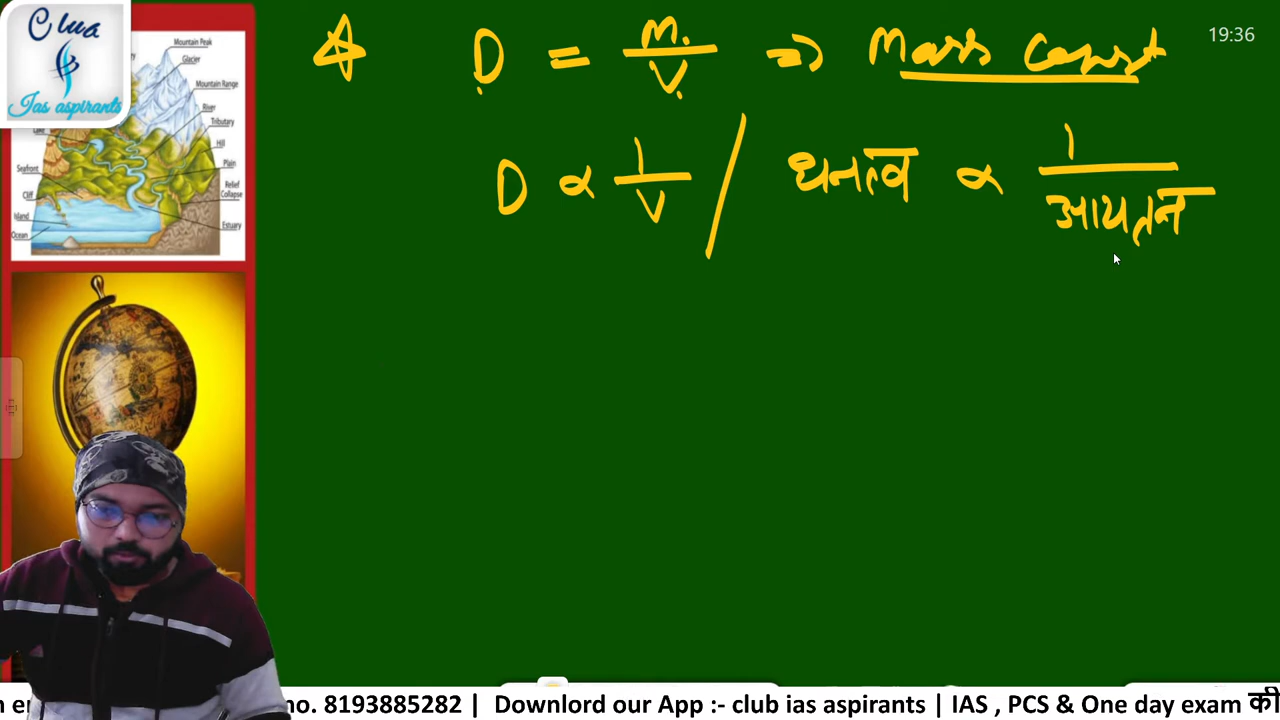 Club
Ias aspirants
Mountain Peak
Glacier
Mountain Range
River
Tributary
Hill
Plain
Relief
Collapse
Estuary
Lake
Seafront
Cliff
Island
Ocean
D = M/V ⇒ Mass const
19:36
D ∝ 1/V / घनत्व ∝ 1/आयतन
no. 8193885282 | Downlord our App :- club ias aspirants | IAS , PCS & One day exam की